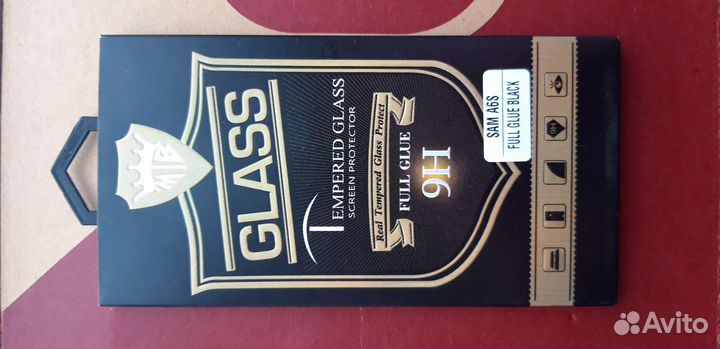 GLASS
TEMPERED GLASS
SCREEN PROTECTOR
Real Tempered Glass Protect
FULL GLUE
9H
SAM A6S
FULL GLUE BLACK
Avito